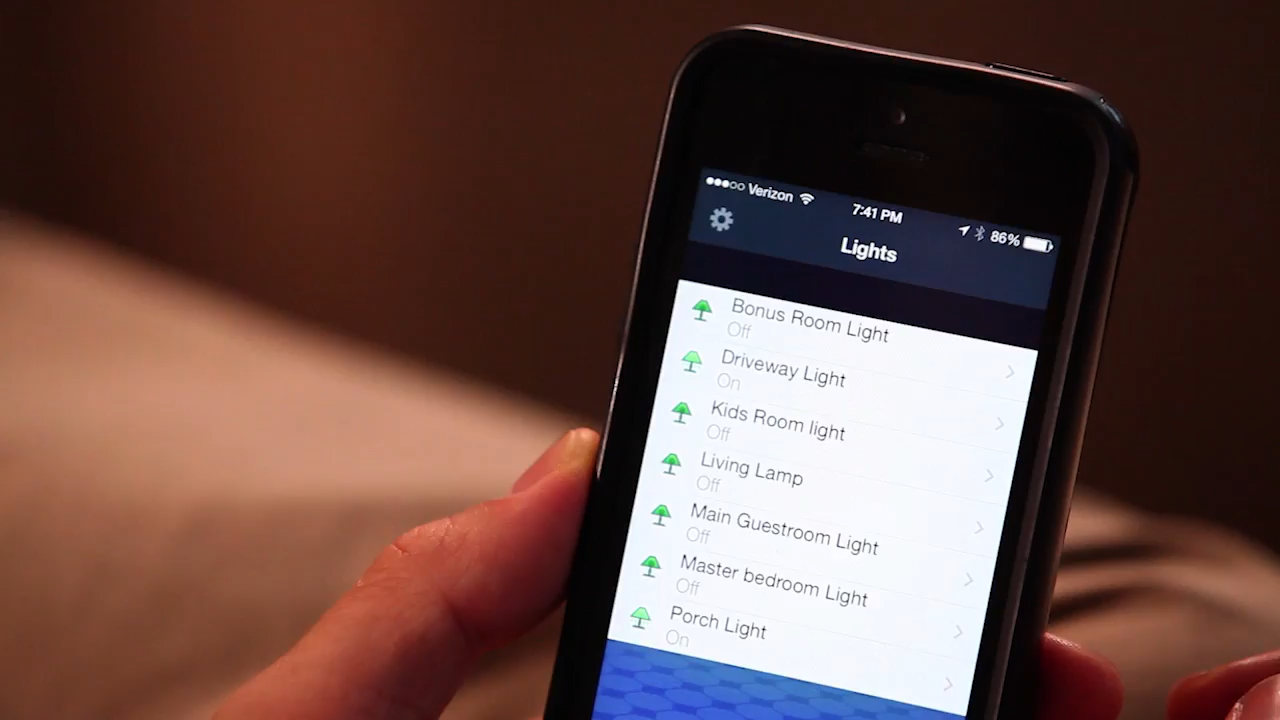 Verizon 7:41 PM 86%
Lights
Bonus Room Light
Off
Driveway Light
On
Kids Room light
Off
Living Lamp
Off
Main Guestroom Light
Off
Master bedroom Light
Off
Porch Light
On